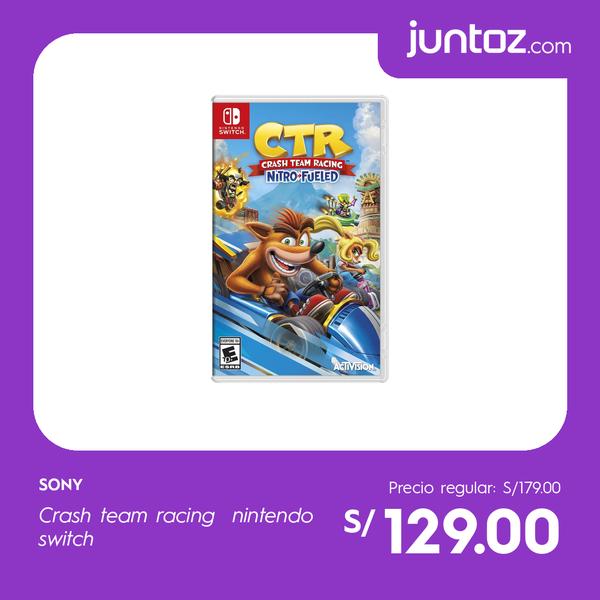 juntoz.com
NINTENDO
SWITCH
CTR
CRASH TEAM RACING
NITRO-FUELED
EVERYONE 10+
E
ESRB
ACTIVISION
SONY
Precio regular: S/179.00
Crash team racing nintendo
switch
S/ 129.00